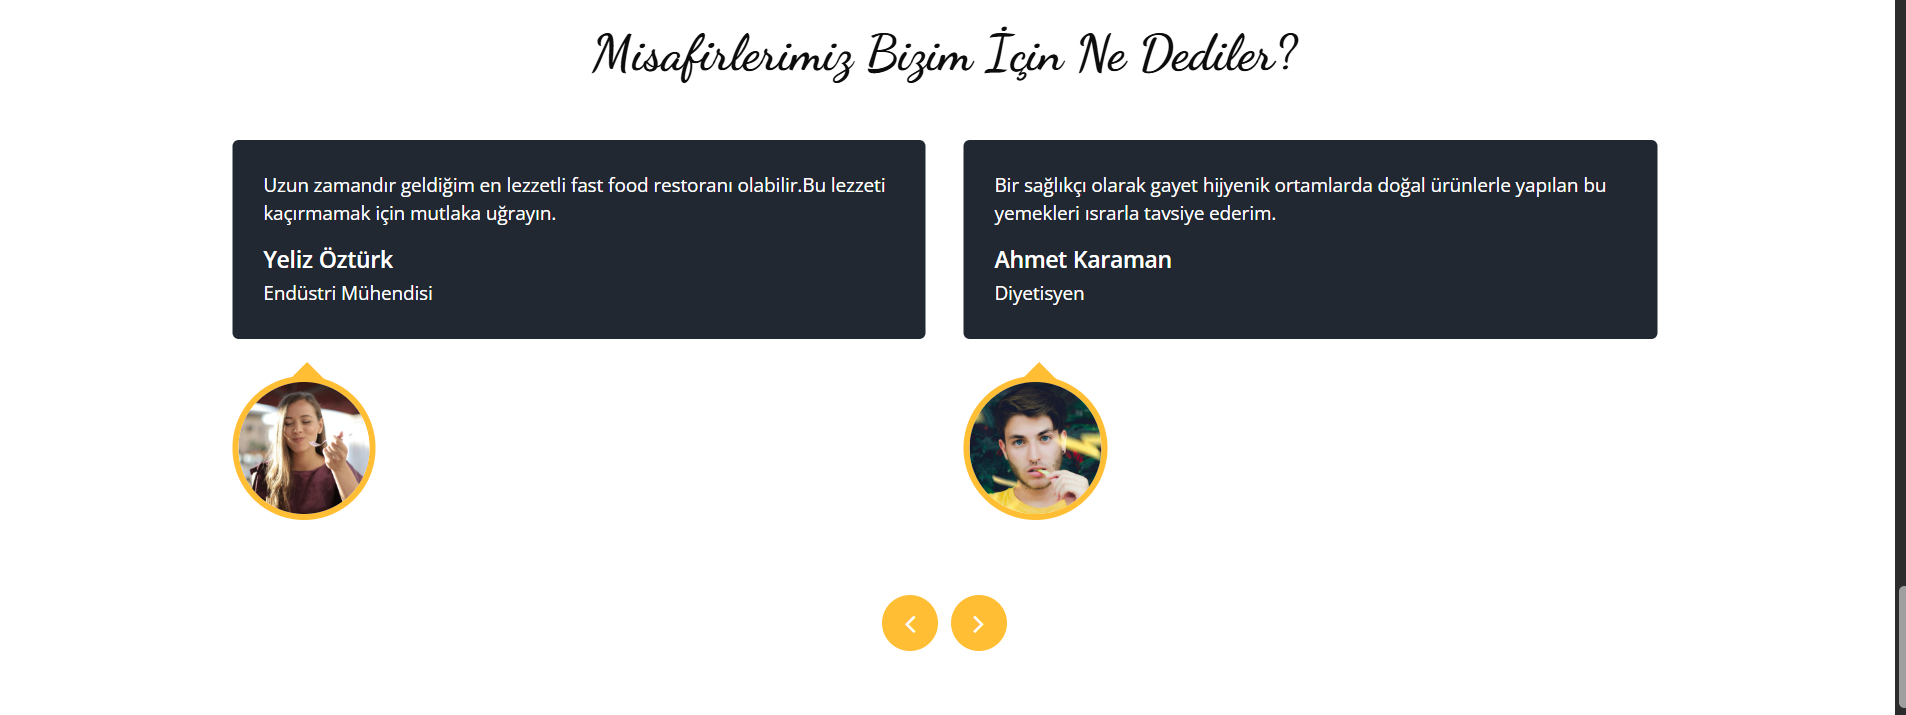 Misafirlerimiz Bizim İçin Ne Dediler?
Uzun zamandır geldiğim en lezzetli fast food restoranı olabilir.Bu lezzeti
kaçırmamak için mutlaka uğrayın.
Yeliz Öztürk
Endüstri Mühendisi
Bir sağlıkçı olarak gayet hijyenik ortamlarda doğal ürünlerle yapılan bu
yemekleri ısrarla tavsiye ederim.
Ahmet Karaman
Diyetisyen